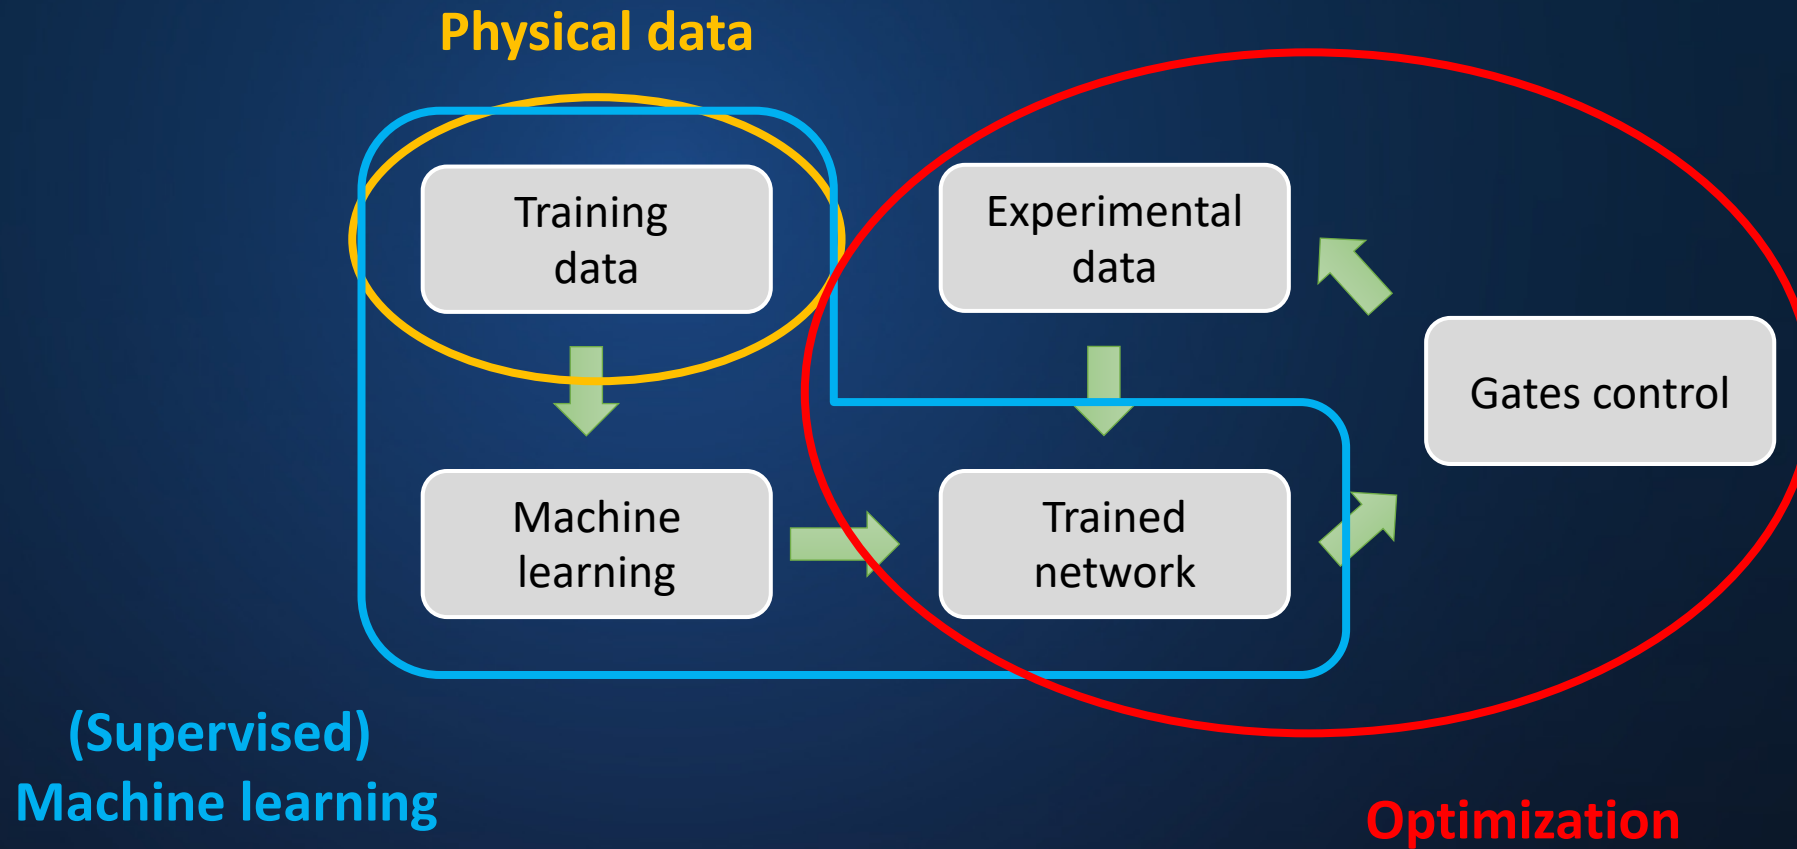 Physical data
Training
data
Experimental
data
Gates control
Machine
learning
Trained
network
(Supervised)
Machine learning
Optimization